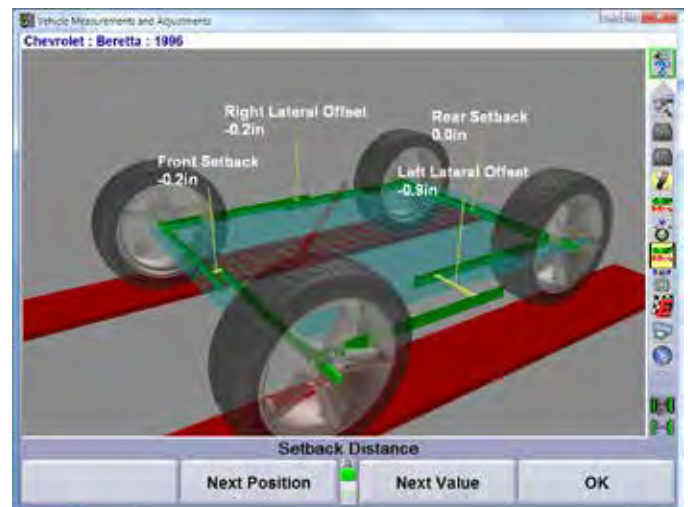 Vehicle Measurements and Adjustments
Chevrolet : Beretta : 1996
Right Lateral Offset
-0.2in
Rear Setback
0.0in
Front Setback
-0.2in
Left Lateral Offset
-0.9in
Setback Distance
Next Position
Next Value
OK